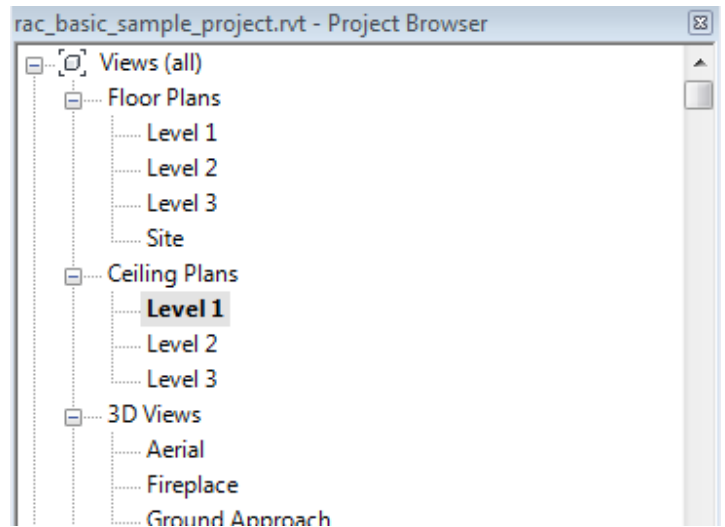 rac_basic_sample_project.rvt - Project Browser
Views (all)
Floor Plans
Level 1
Level 2
Level 3
Site
Ceiling Plans
Level 1
Level 2
Level 3
3D Views
Aerial
Fireplace
Ground Approach